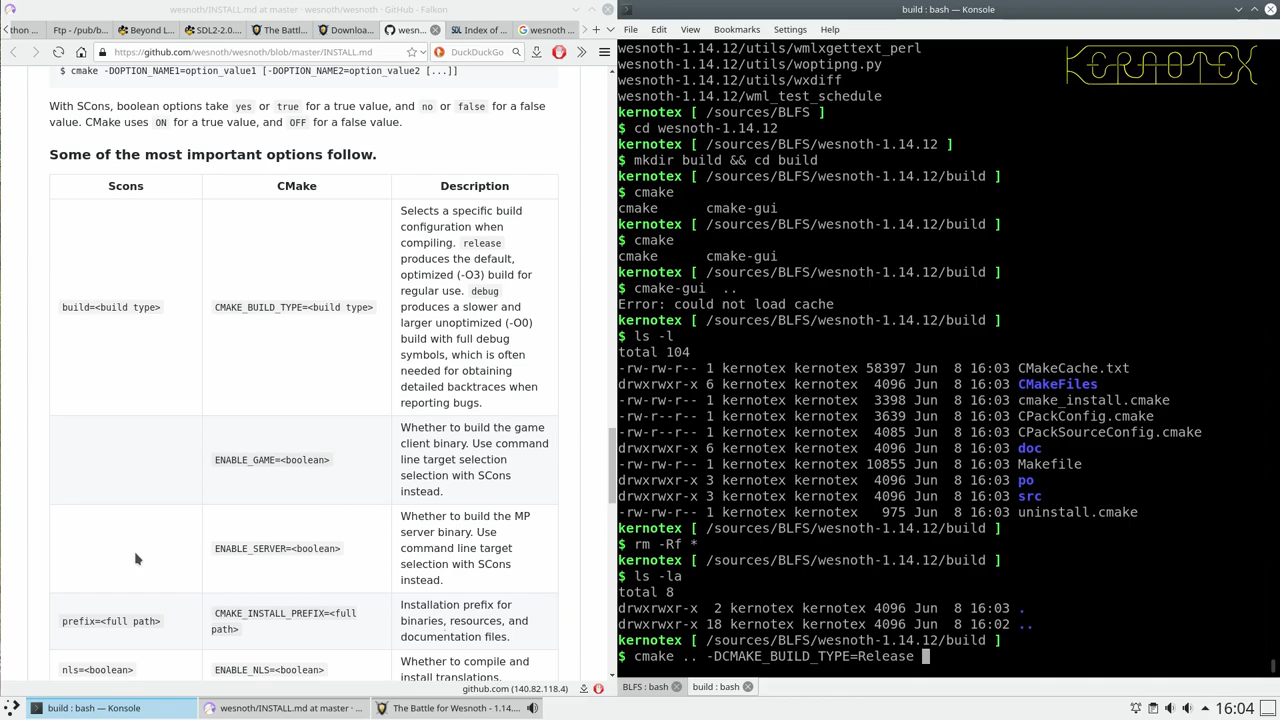 wesnoth/INSTALL.md at master · wesnoth/wesnoth · GitHub - Falkon
thon
Ftp - /pub/b
Beyond L
SDL2-2.0.
The Battl
Downloa
wesn
Index of
wesnoth
https://github.com/wesnoth/wesnoth/blob/master/INSTALL.md
DuckDuckGo
$ cmake -DOPTION_NAME1=option_value1 [-DOPTION_NAME2=option_value2 [...]]
With SCons, boolean options take yes or true for a true value, and no or false for a false
value. CMake uses ON for a true value, and OFF for a false value.
Some of the most important options follow.
Scons CMake Description
build=<build type>
CMAKE_BUILD_TYPE=<build type>
Selects a specific build
configuration when
compiling. release
produces the default,
optimized (-O3) build for
regular use. debug
produces a slower and
larger unoptimized (-O0)
build with full debug
symbols, which is often
needed for obtaining
detailed backtraces when
reporting bugs.
ENABLE_GAME=<boolean>
Whether to build the game
client binary. Use command
line target selection
selection with SCons
instead.
ENABLE_SERVER=<boolean>
Whether to build the MP
server binary. Use
command line target
selection with SCons
instead.
prefix=<full path>
CMAKE_INSTALL_PREFIX=<full
path>
Installation prefix for
binaries, resources, and
documentation files.
nls=<boolean>
ENABLE_NLS=<boolean>
Whether to compile and
install translations.
github.com (140.82.118.4)
build : bash — Konsole
File Edit View Bookmarks Settings Help
KERNOTEX
wesnoth-1.14.12/utils/wmlxgettext_perl
wesnoth-1.14.12/utils/woptipng.py
wesnoth-1.14.12/utils/wxdiff
wesnoth-1.14.12/wml_test_schedule
kernotex [ /sources/BLFS ]
$ cd wesnoth-1.14.12
kernotex [ /sources/BLFS/wesnoth-1.14.12 ]
$ mkdir build && cd build
kernotex [ /sources/BLFS/wesnoth-1.14.12/build ]
$ cmake
cmake cmake-gui
kernotex [ /sources/BLFS/wesnoth-1.14.12/build ]
$ cmake
cmake cmake-gui
kernotex [ /sources/BLFS/wesnoth-1.14.12/build ]
$ cmake-gui ..
Error: could not load cache
kernotex [ /sources/BLFS/wesnoth-1.14.12/build ]
$ ls -l
total 104
-rw-rw-r-- 1 kernotex kernotex 58397 Jun 8 16:03 CMakeCache.txt
drwxrwxr-x 6 kernotex kernotex 4096 Jun 8 16:03 CMakeFiles
-rw-rw-r-- 1 kernotex kernotex 3398 Jun 8 16:03 cmake_install.cmake
-rw-r--r-- 1 kernotex kernotex 3639 Jun 8 16:03 CPackConfig.cmake
-rw-r--r-- 1 kernotex kernotex 4085 Jun 8 16:03 CPackSourceConfig.cmake
drwxrwxr-x 6 kernotex kernotex 4096 Jun 8 16:03 doc
-rw-rw-r-- 1 kernotex kernotex 10855 Jun 8 16:03 Makefile
drwxrwxr-x 3 kernotex kernotex 4096 Jun 8 16:03 po
drwxrwxr-x 3 kernotex kernotex 4096 Jun 8 16:03 src
-rw-rw-r-- 1 kernotex kernotex 975 Jun 8 16:03 uninstall.cmake
kernotex [ /sources/BLFS/wesnoth-1.14.12/build ]
$ rm -Rf *
kernotex [ /sources/BLFS/wesnoth-1.14.12/build ]
$ ls -la
total 8
drwxrwxr-x 2 kernotex kernotex 4096 Jun 8 16:03 .
drwxrwxr-x 18 kernotex kernotex 4096 Jun 8 16:02 ..
kernotex [ /sources/BLFS/wesnoth-1.14.12/build ]
$ cmake .. -DCMAKE_BUILD_TYPE=Release
BLFS : bash
build : bash
build : bash — Konsole
wesnoth/INSTALL.md at master · ...
The Battle for Wesnoth - 1.14....
16:04